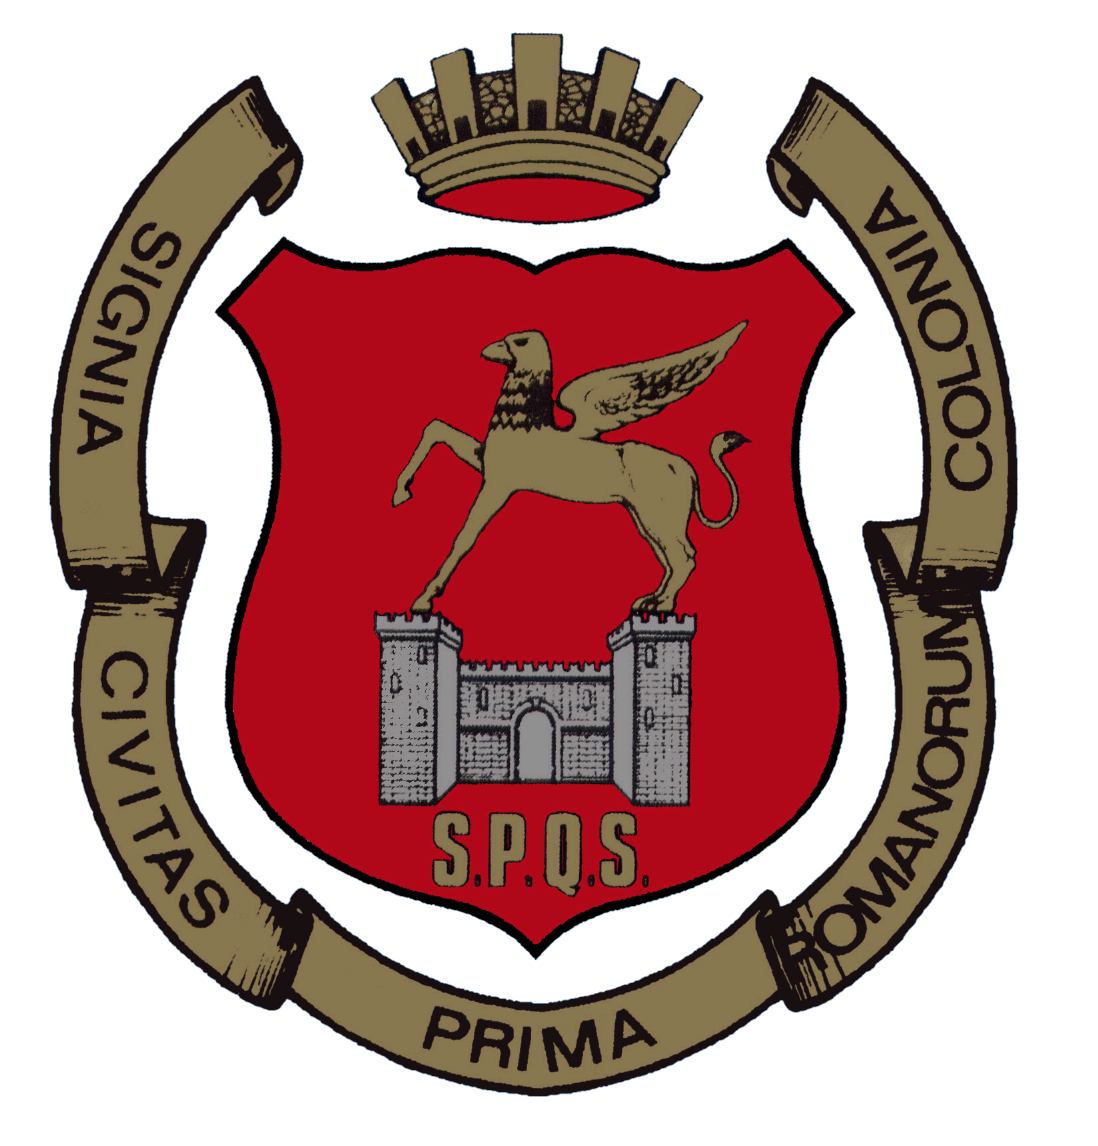 SIGNIA
CIVITAS
PRIMA
ROMANORUM
COLONIA
S.P.Q.S.